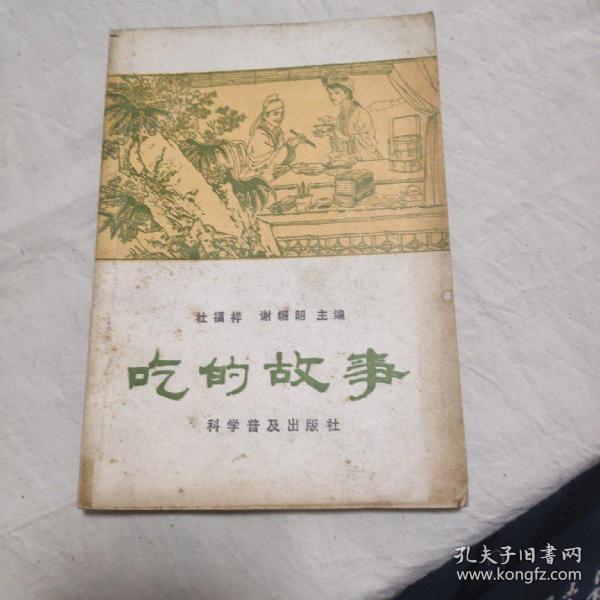 杜福祥 谢帼明 主编
吃的故事
科学普及出版社
孔夫子旧书网
www.kongfz.com